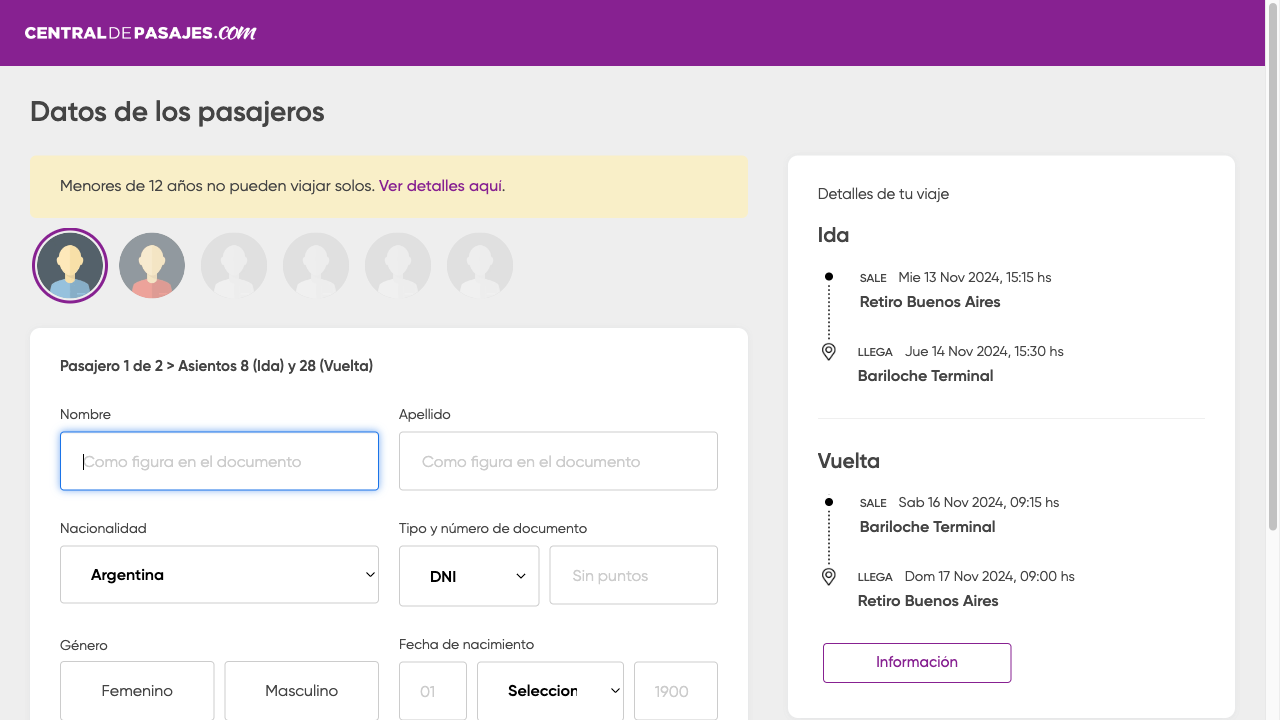 CENTRALDEPASAJES.com
Datos de los pasajeros
Menores de 12 años no pueden viajar solos. Ver detalles aquí.
Pasajero 1 de 2 > Asientos 8 (Ida) y 28 (Vuelta)
Nombre
Apellido
Como figura en el documento
Como figura en el documento
Nacionalidad
Tipo y número de documento
Argentina
DNI
Sin puntos
Género
Fecha de nacimiento
Femenino
Masculino
01
Seleccion
1900
Detalles de tu viaje
Ida
SALE Mie 13 Nov 2024, 15:15 hs
Retiro Buenos Aires
LLEGA Jue 14 Nov 2024, 15:30 hs
Bariloche Terminal
Vuelta
SALE Sab 16 Nov 2024, 09:15 hs
Bariloche Terminal
LLEGA Dom 17 Nov 2024, 09:00 hs
Retiro Buenos Aires
Información